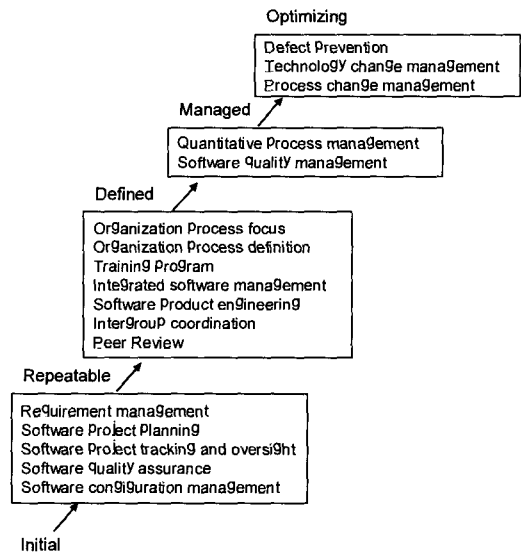 Optimizing
Defect Prevention
Technology change management
Process change management
Managed
Quantitative Process management
Software quality management
Defined
Organization Process focus
Organization Process definition
Training Program
Integrated software management
Software Product engineering
Intergroup coordination
Peer Review
Repeatable
Requirement management
Software Project Planning
Software Project tracking and oversight
Software quality assurance
Software congiguration management
Initial